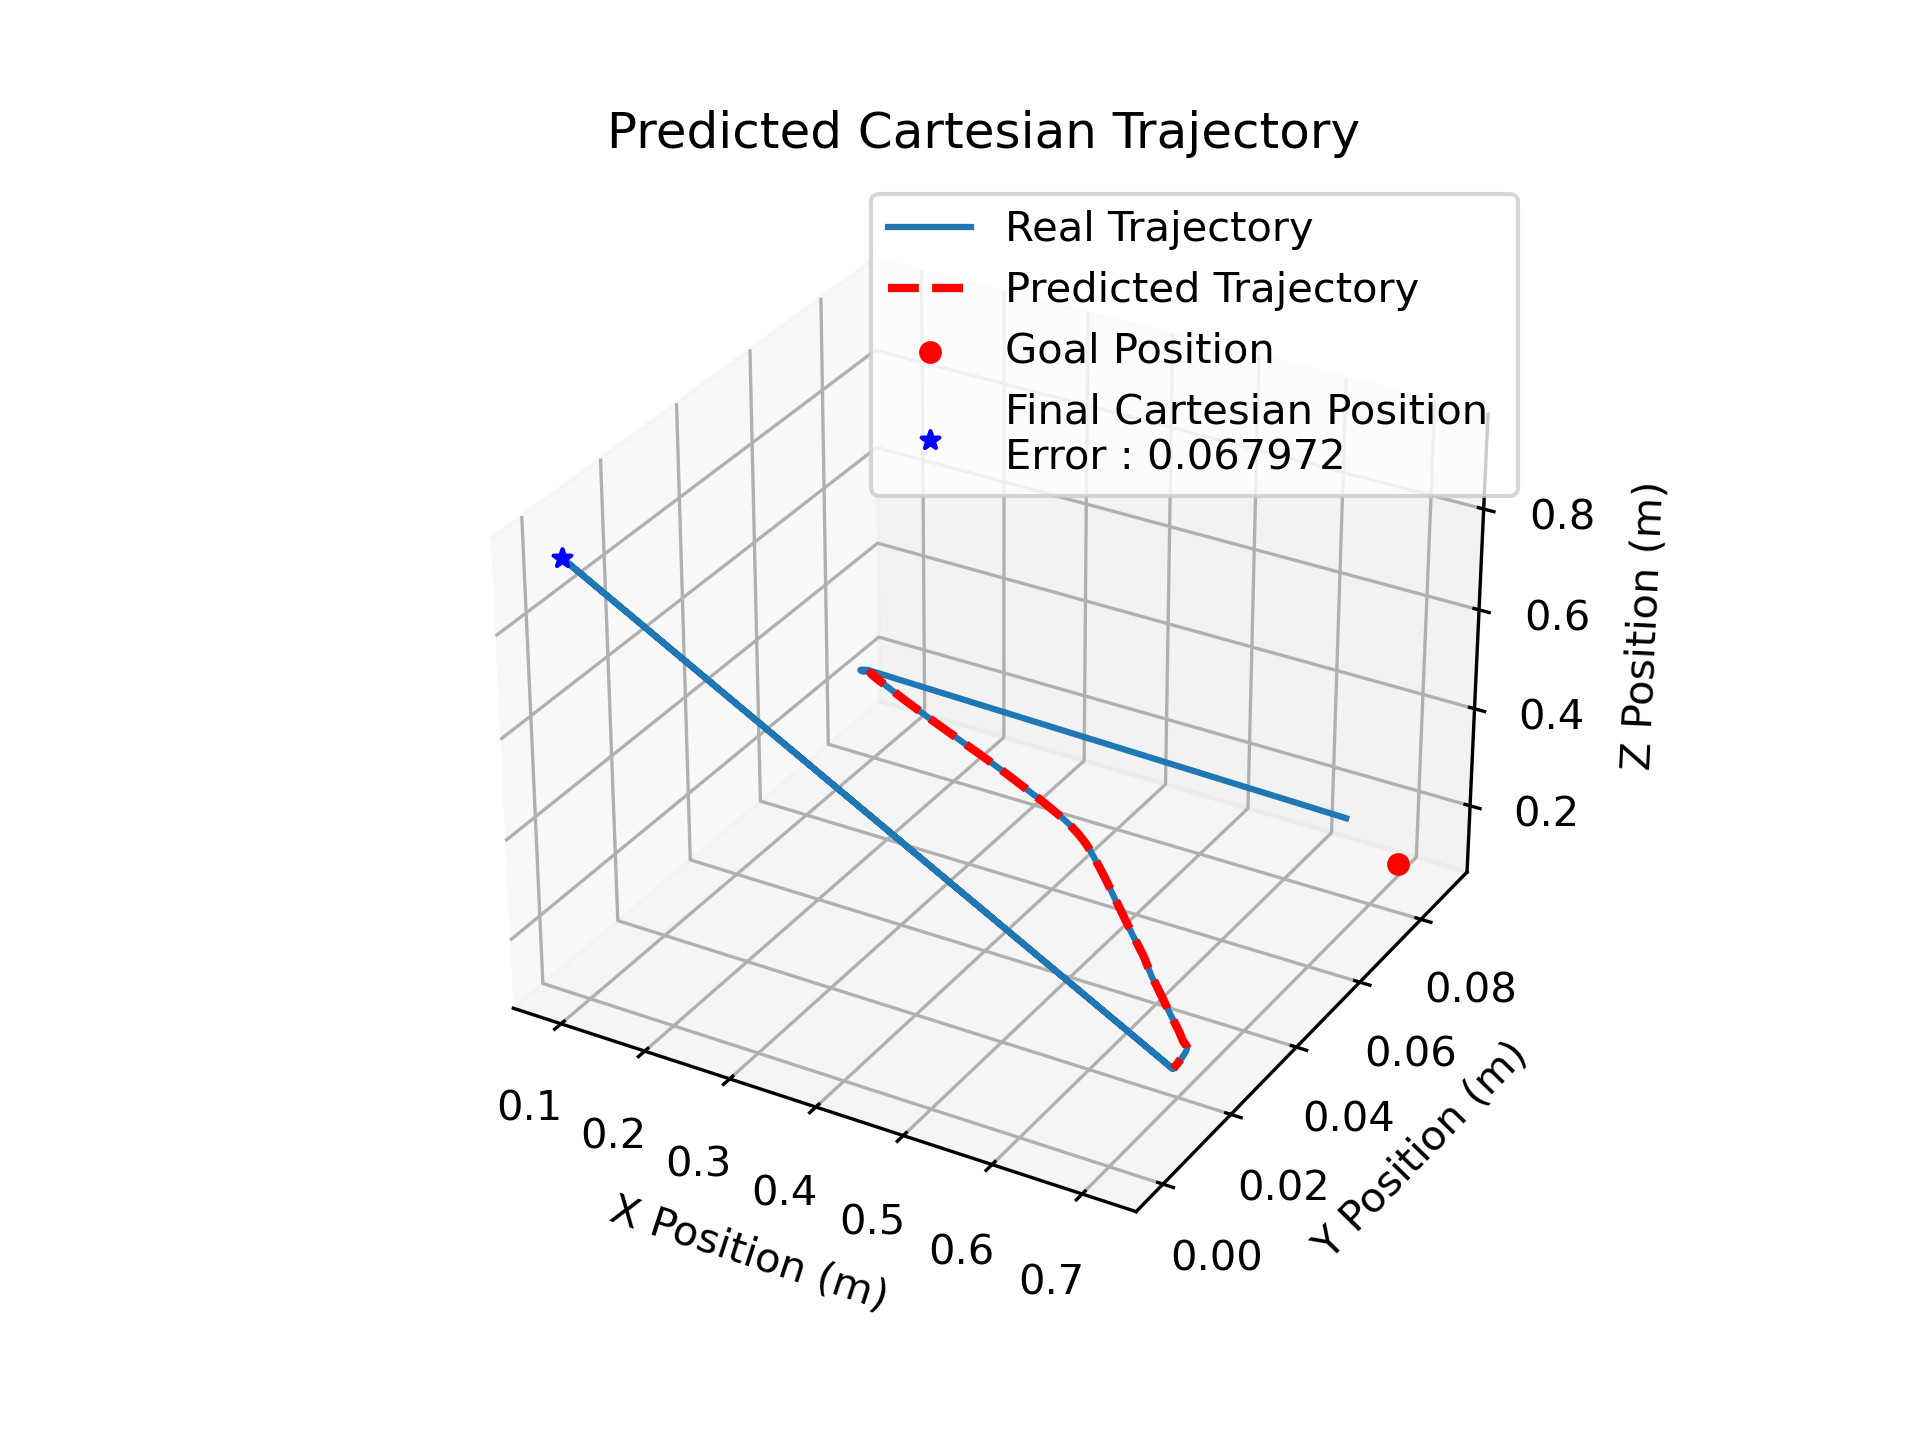 Predicted Cartesian Trajectory
Real Trajectory
Predicted Trajectory
Goal Position
Final Cartesian Position
Error : 0.067972
0.8
0.6
0.4
0.2
Z Position (m)
0.08
0.06
0.04
0.02
0.00
Y Position (m)
0.1
0.2
0.3
0.4
0.5
0.6
0.7
X Position (m)